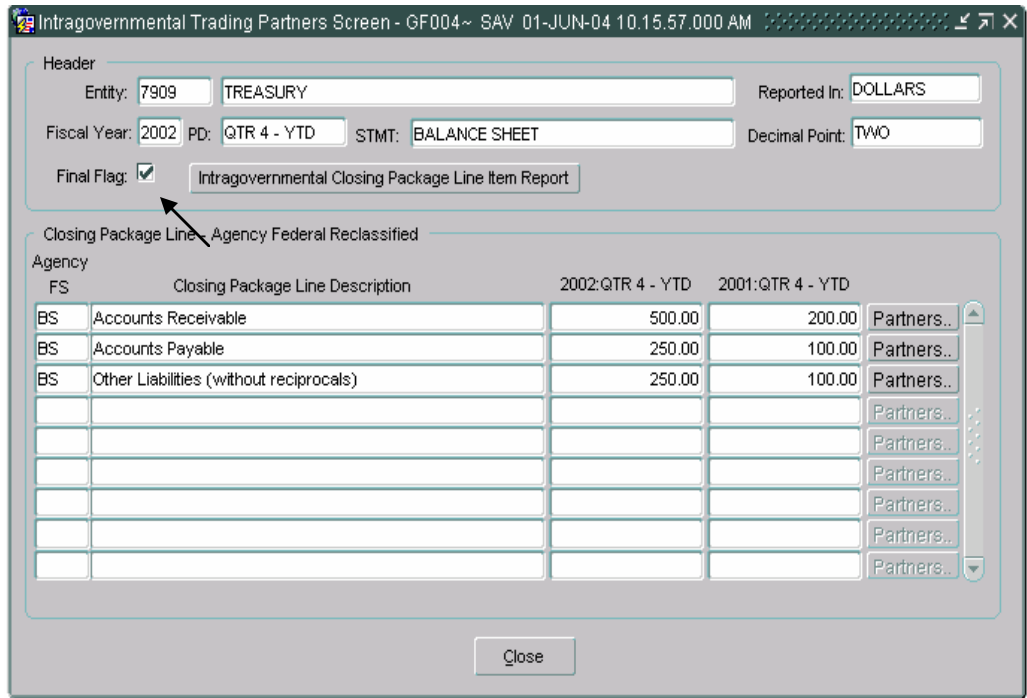 Intragovernmental Trading Partners Screen - GF004~ SAV 01-JUN-04 10.15.57.000 AM
Header
Entity: 7909 TREASURY Reported In: DOLLARS
Fiscal Year: 2002 PD: QTR 4 - YTD STMT: BALANCE SHEET Decimal Point: TWO
Final Flag: Intragovernmental Closing Package Line Item Report
Closing Package Line - Agency Federal Reclassified
Agency
FS Closing Package Line Description 2002:QTR 4 - YTD 2001:QTR 4 - YTD
BS Accounts Receivable 500.00 200.00 Partners..
BS Accounts Payable 250.00 100.00 Partners..
BS Other Liabilities (without reciprocals) 250.00 100.00 Partners..
Partners..
Partners..
Partners..
Partners..
Partners..
Partners..
Close